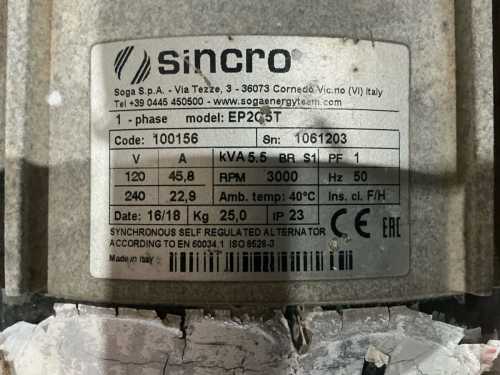 sincro®
Soga S.p.A. - Via Tezze, 3 - 36073 Cornedo Vic.no (VI) Italy
Tel +39 0445 450500 - www.sogaenergyteam.com
1 - phase model: EP2G5T
Code: 100156 Sn: 1061203
V A kVA 5.5 BR S1 PF 1
120 45,8 RPM 3000 Hz 50
240 22,9 Amb. temp: 40°C Ins. cl. F/H
Date: 16/18 Kg 25,0 IP 23 CE EAC
SYNCHRONOUS SELF REGULATED ALTERNATOR
ACCORDING TO EN 60034.1 ISO 8528-3
Made in Italy